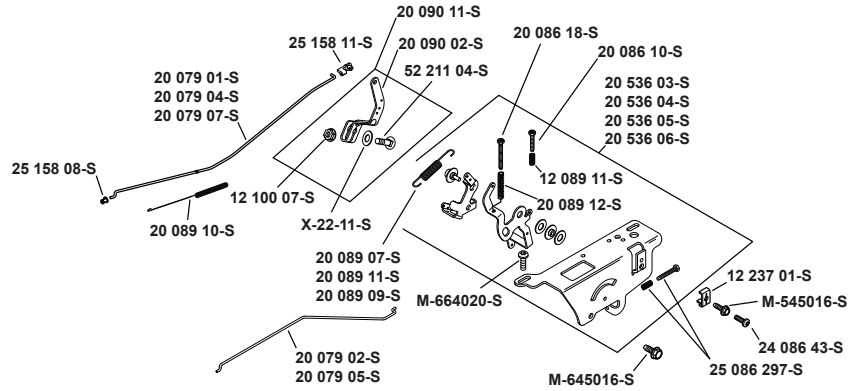 20 090 11-S
25 158 11-S
20 090 02-S
20 086 18-S
20 086 10-S
52 211 04-S
20 079 01-S
20 079 04-S
20 079 07-S
20 536 03-S
20 536 04-S
20 536 05-S
20 536 06-S
25 158 08-S
12 089 11-S
12 100 07-S
20 089 12-S
X-22-11-S
20 089 10-S
20 089 07-S
20 089 11-S
20 089 09-S
M-664020-S
12 237 01-S
M-545016-S
24 086 43-S
20 079 02-S
20 079 05-S
25 086 297-S
M-645016-S